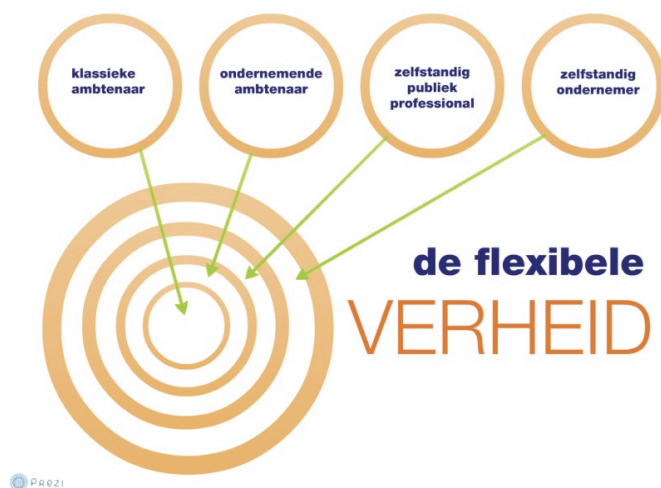 klassieke
ambtenaar
ondernemende
ambtenaar
zelfstandig
publiek
professional
zelfstandig
ondernemer
de flexibele
VERHEID
PREZI